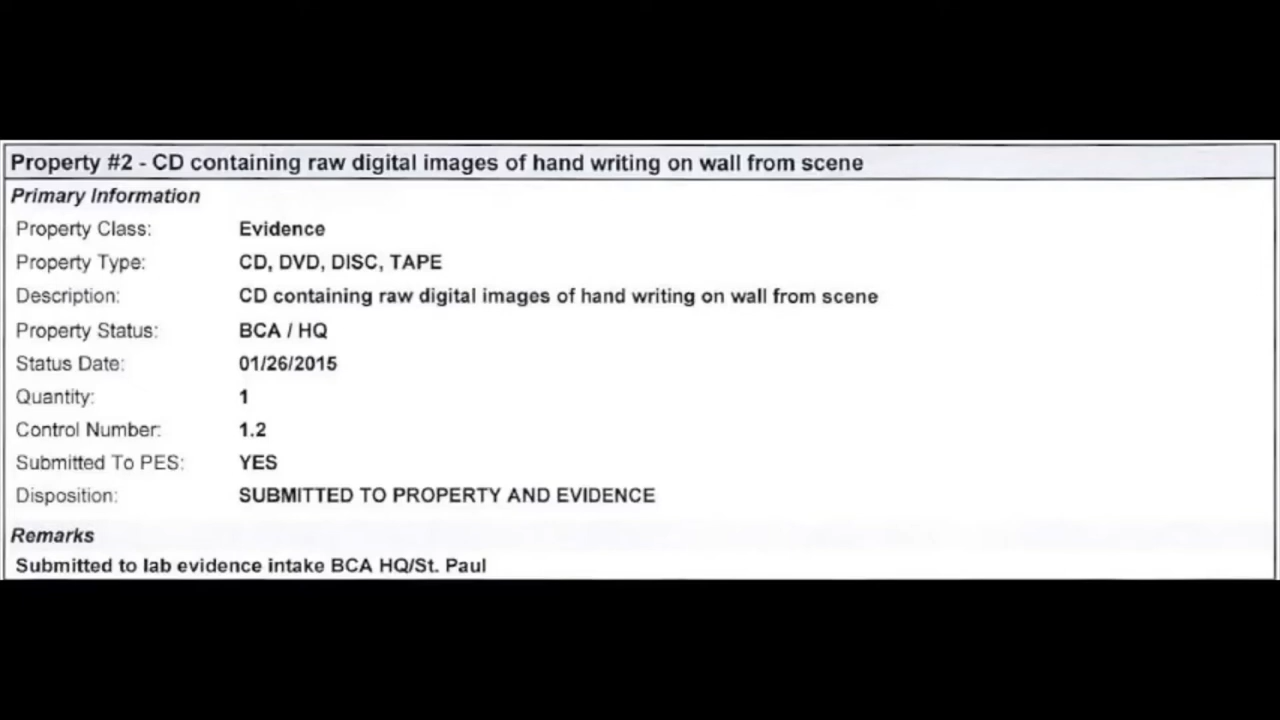 Property #2 - CD containing raw digital images of hand writing on wall from scene
Primary Information
Property Class: Evidence
Property Type: CD, DVD, DISC, TAPE
Description: CD containing raw digital images of hand writing on wall from scene
Property Status: BCA / HQ
Status Date: 01/26/2015
Quantity: 1
Control Number: 1.2
Submitted To PES: YES
Disposition: SUBMITTED TO PROPERTY AND EVIDENCE
Remarks
Submitted to lab evidence intake BCA HQ/St. Paul